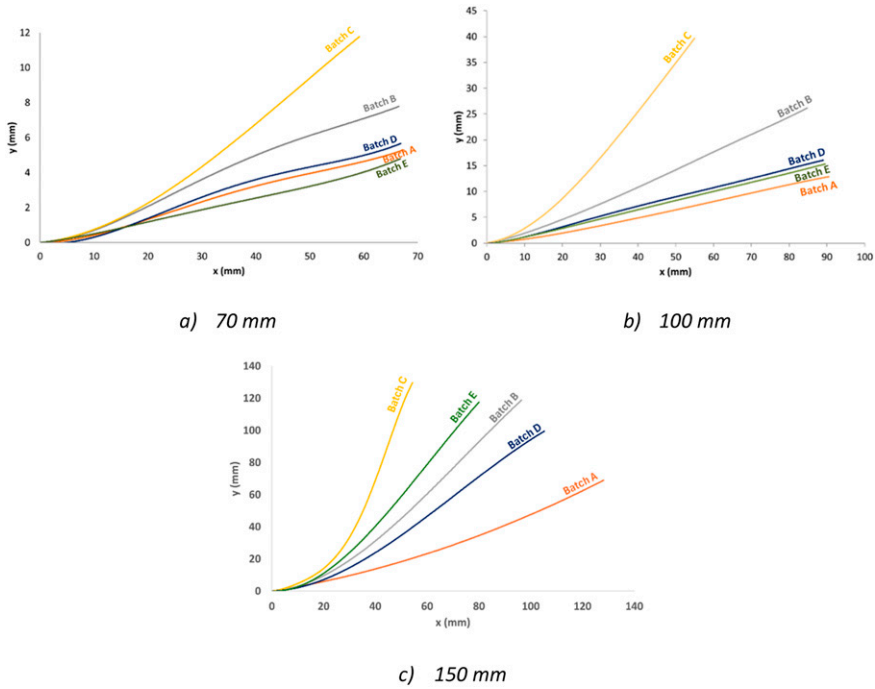 12
10
8
6
4
2
0
y (mm)
0 10 20 30 40 50 60 70
x (mm)
Batch C
Batch B
Batch D
Batch A
Batch E
a) 70 mm
45
40
35
30
25
20
15
10
5
0
y (mm)
0 10 20 30 40 50 60 70 80 90 100
x (mm)
Batch C
Batch B
Batch D
Batch E
Batch A
b) 100 mm
140
120
100
80
60
40
20
0
y (mm)
0 20 40 60 80 100 120 140
x (mm)
Batch C
Batch E
Batch B
Batch D
Batch A
c) 150 mm